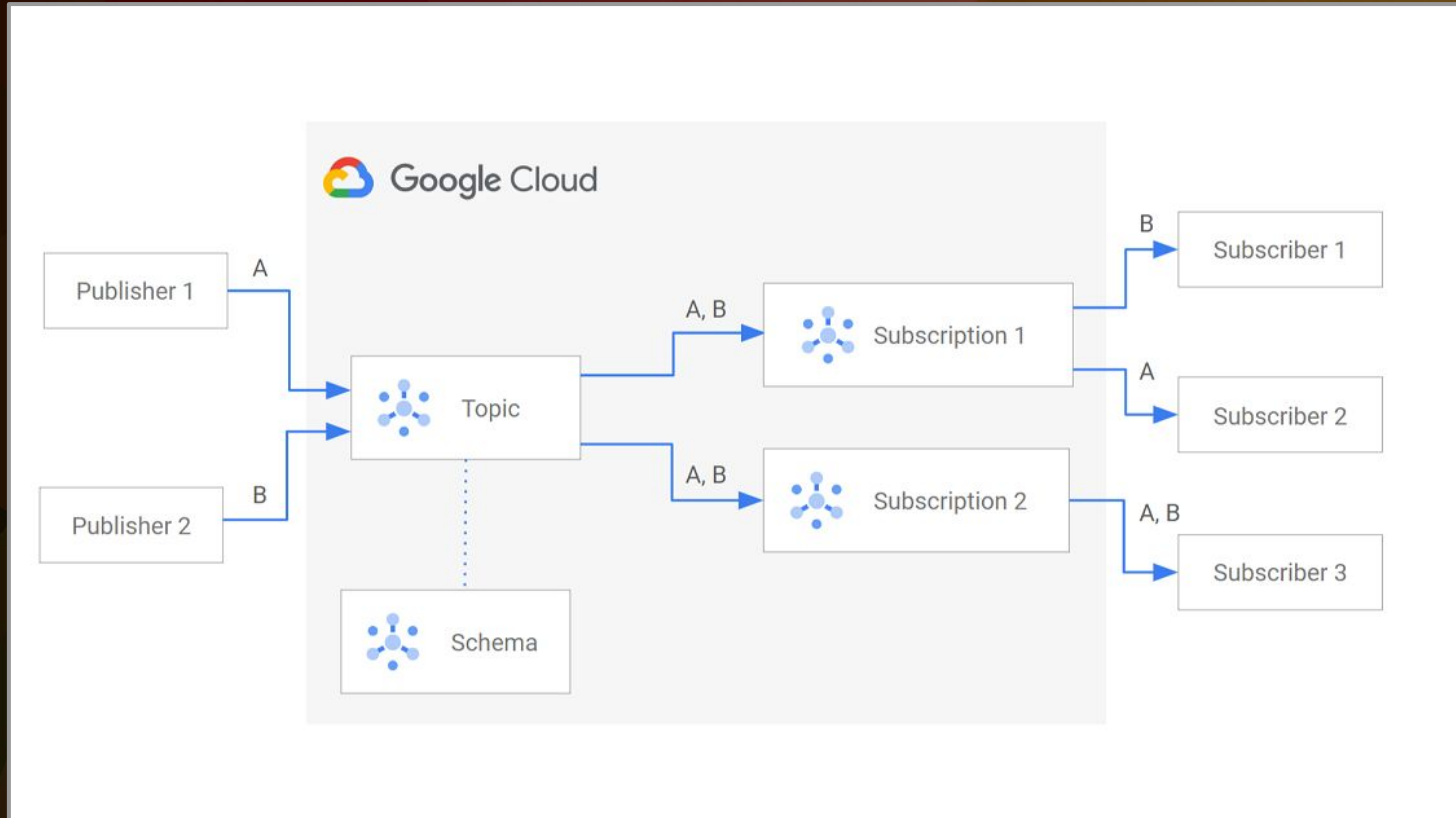 Google Cloud
Publisher 1
A
Publisher 2
B
Topic
Schema
A, B
A, B
Subscription 1
Subscription 2
B
Subscriber 1
A
Subscriber 2
A, B
Subscriber 3